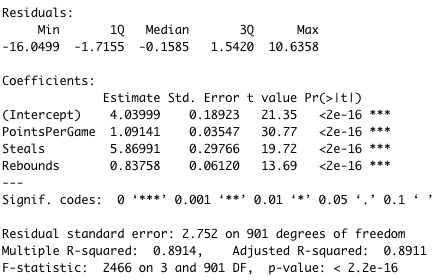 Residuals:
Min 1Q Median 3Q Max
-16.0499 -1.7155 -0.1585 1.5420 10.6358
Coefficients:
Estimate Std. Error t value Pr(>|t|)
(Intercept) 4.03999 0.18923 21.35 <2e-16 ***
PointsPerGame 1.09141 0.03547 30.77 <2e-16 ***
Steals 5.86991 0.29766 19.72 <2e-16 ***
Rebounds 0.83758 0.06120 13.69 <2e-16 ***
---
Signif. codes: 0 ‘***’ 0.001 ‘**’ 0.01 ‘*’ 0.05 ‘.’ 0.1 ‘ ’
Residual standard error: 2.752 on 901 degrees of freedom
Multiple R-squared: 0.8914, Adjusted R-squared: 0.8911
F-statistic: 2466 on 3 and 901 DF, p-value: < 2.2e-16